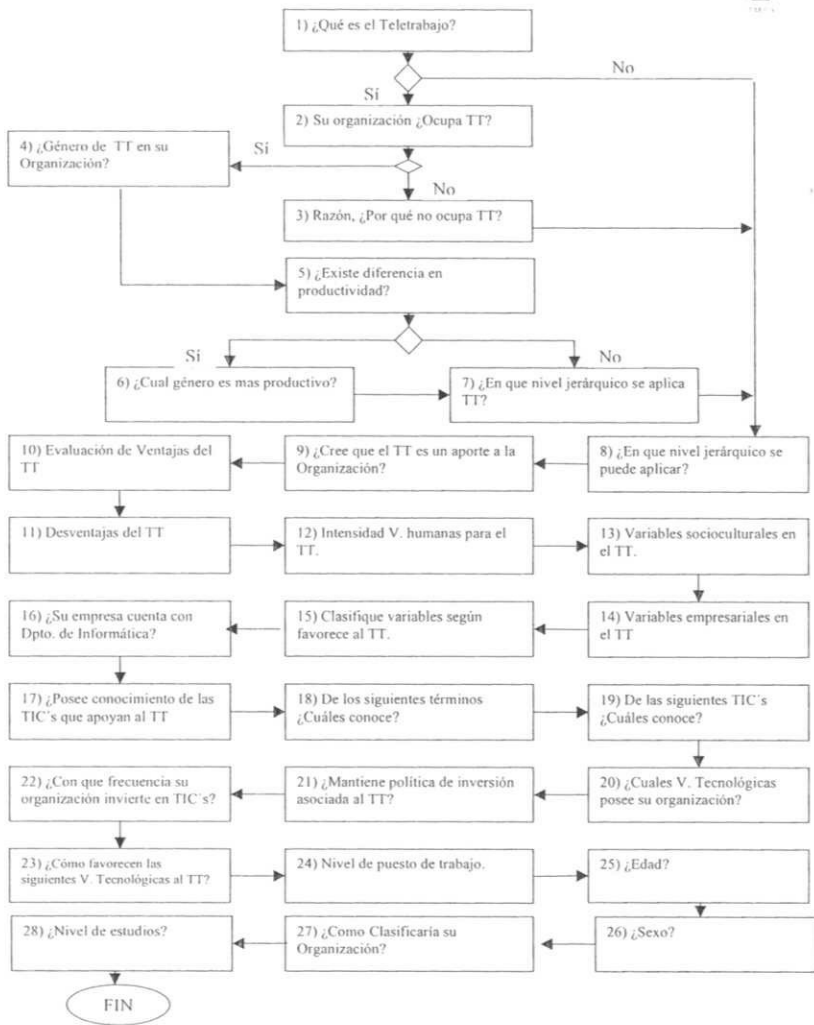 1) ¿Qué es el Teletrabajo?
No
Sí
2) Su organización ¿Ocupa TT?
4) ¿Género de TT en su
Organización?
Sí
No
3) Razón, ¿Por qué no ocupa TT?
5) ¿Existe diferencia en
productividad?
Sí
No
6) ¿Cual género es mas productivo?
7) ¿En que nivel jerárquico se aplica
TT?
10) Evaluación de Ventajas del
TT
9) ¿Cree que el TT es un aporte a la
Organización?
8) ¿En que nivel jerárquico se
puede aplicar?
11) Desventajas del TT
12) Intensidad V. humanas para el
TT.
13) Variables socioculturales en
el TT.
16) ¿Su empresa cuenta con
Dpto. de Informática?
15) Clasifique variables según
favorece al TT.
14) Variables empresariales en
el TT
17) ¿Posee conocimiento de las
TIC´s que apoyan al TT
18) De los siguientes términos
¿Cuáles conoce?
19) De las siguientes TIC´s
¿Cuáles conoce?
22) ¿Con que frecuencia su
organización invierte en TIC´s?
21) ¿Mantiene política de inversión
asociada al TT?
20) ¿Cuales V. Tecnológicas
posee su organización?
23) ¿Cómo favorecen las
siguientes V. Tecnológicas al TT?
24) Nivel de puesto de trabajo.
25) ¿Edad?
28) ¿Nivel de estudios?
27) ¿Como Clasificaría su
Organización?
26) ¿Sexo?
FIN